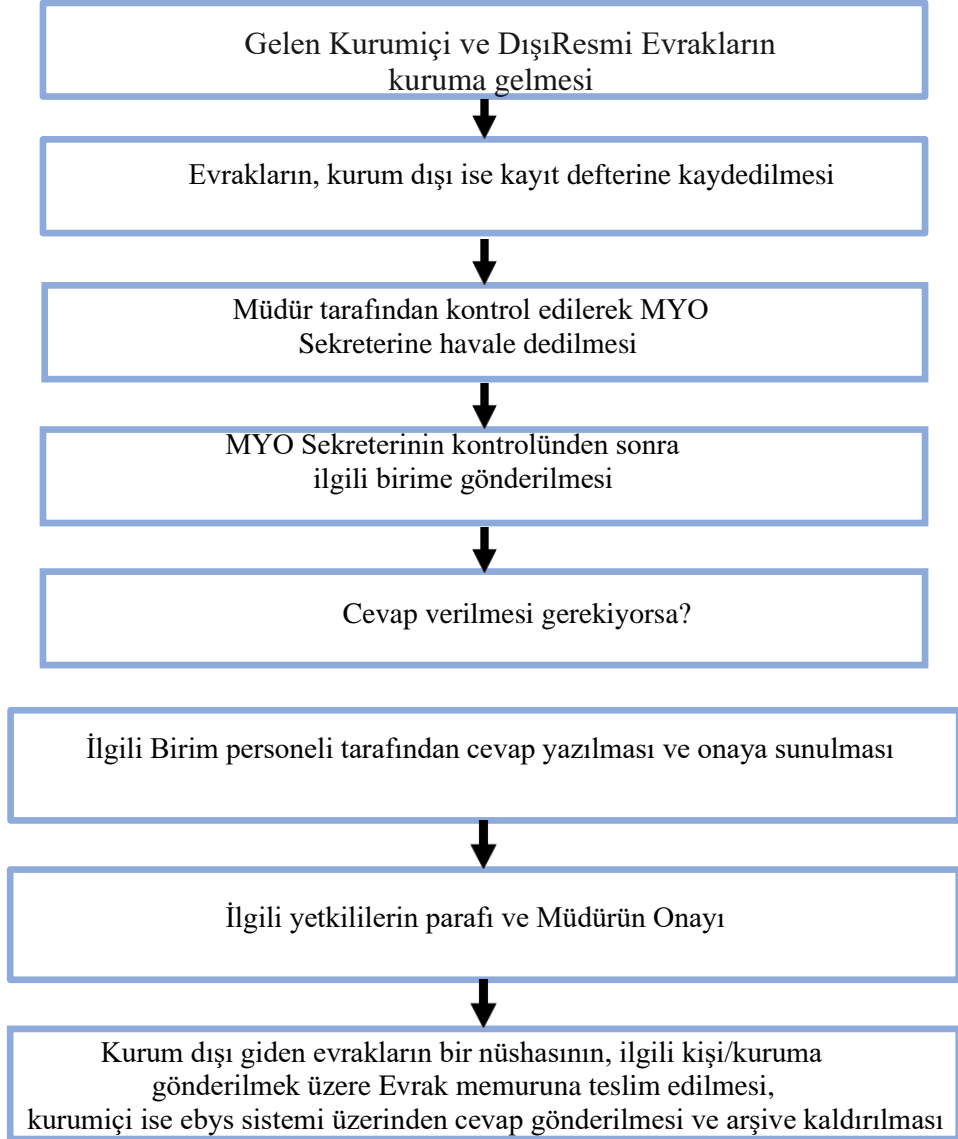 Gelen Kurumiçi ve DışıResmi Evrakların
kuruma gelmesi
Evrakların, kurum dışı ise kayıt defterine kaydedilmesi
Müdür tarafından kontrol edilerek MYO
Sekreterine havale dedilmesi
MYO Sekreterinin kontrolünden sonra
ilgili birime gönderilmesi
Cevap verilmesi gerekiyorsa?
İlgili Birim personeli tarafından cevap yazılması ve onaya sunulması
İlgili yetkililerin parafı ve Müdürün Onayı
Kurum dışı giden evrakların bir nüshasının, ilgili kişi/kuruma
gönderilmek üzere Evrak memuruna teslim edilmesi,
kurumiçi ise ebys sistemi üzerinden cevap gönderilmesi ve arşive kaldırılması